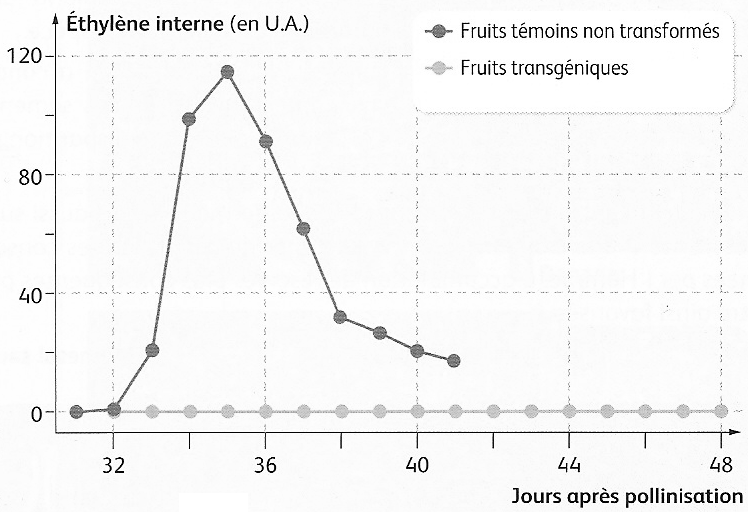 Éthylène interne (en U.A.)
Fruits témoins non transformés
Fruits transgéniques
120
80
40
0
32 36 40 44 48
Jours après pollinisation